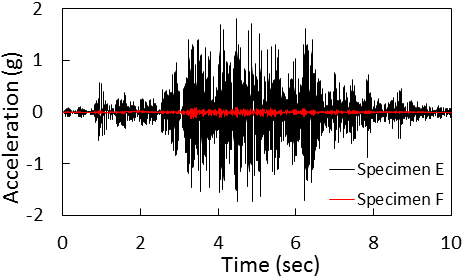 Acceleration (g)
2
1
0
-1
-2
Specimen E
Specimen F
0 2 4 6 8 10
Time (sec)